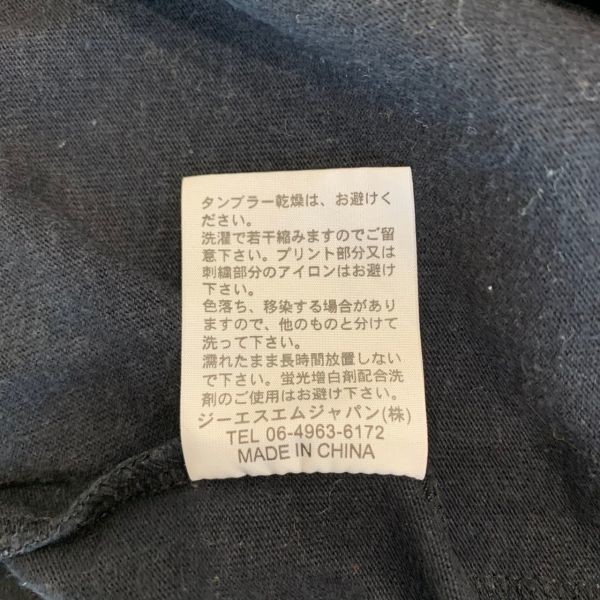 タンブラー乾燥は、お避けく
ださい。
洗濯で若干縮みますのでご留
意下さい。プリント部分又は
刺繍部分のアイロンはお避け
下さい。
色落ち、移染する場合があり
ますので、他のものと分けて
洗って下さい。
濡れたまま長時間放置しない
で下さい。蛍光増白剤配合洗
剤のご使用はお避け下さい。
ジーエスエムジャパン(株)
TEL 06-4963-6172
MADE IN CHINA